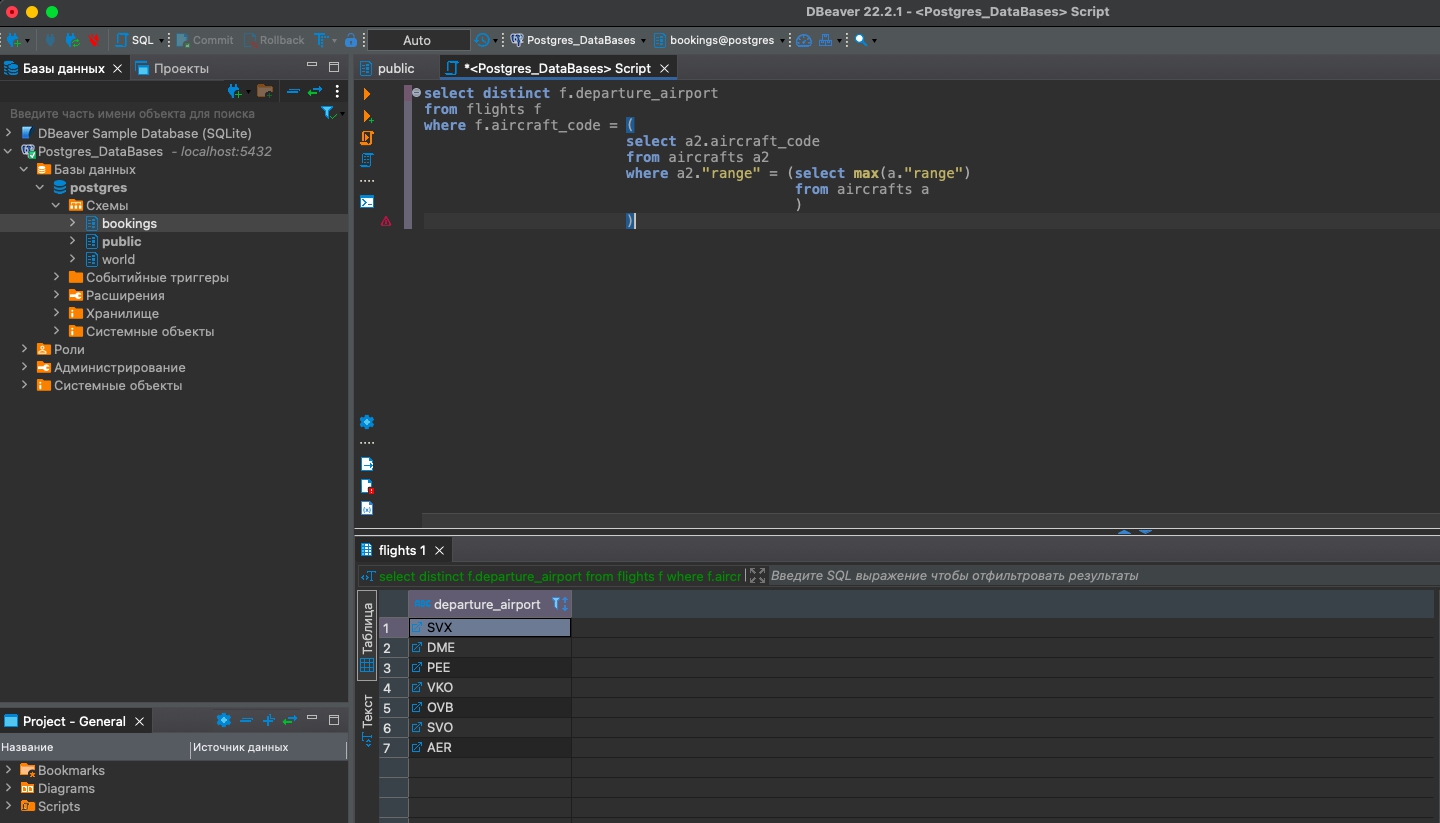 DBeaver 22.2.1 - <Postgres_DataBases> Script
SQL Commit Rollback Auto Postgres_DataBases bookings@postgres
Базы данных Проекты
Введите часть имени объекта для поиска
DBeaver Sample Database (SQLite)
Postgres_DataBases - localhost:5432
Базы данных
postgres
Схемы
bookings
public
world
Событийные триггеры
Расширения
Хранилище
Системные объекты
Роли
Администрирование
Системные объекты
Project - General
Название Источник данных
Bookmarks
Diagrams
Scripts
public *<Postgres_DataBases> Script
select distinct f.departure_airport
from flights f
where f.aircraft_code = (
select a2.aircraft_code
from aircrafts a2
where a2."range" = (select max(a."range")
from aircrafts a
)
)
flights 1
select distinct f.departure_airport from flights f where f.aircr Введите SQL выражение чтобы отфильтровать результаты
Таблица
Текст
departure_airport
1 SVX
2 DME
3 PEE
4 VKO
5 OVB
6 SVO
7 AER